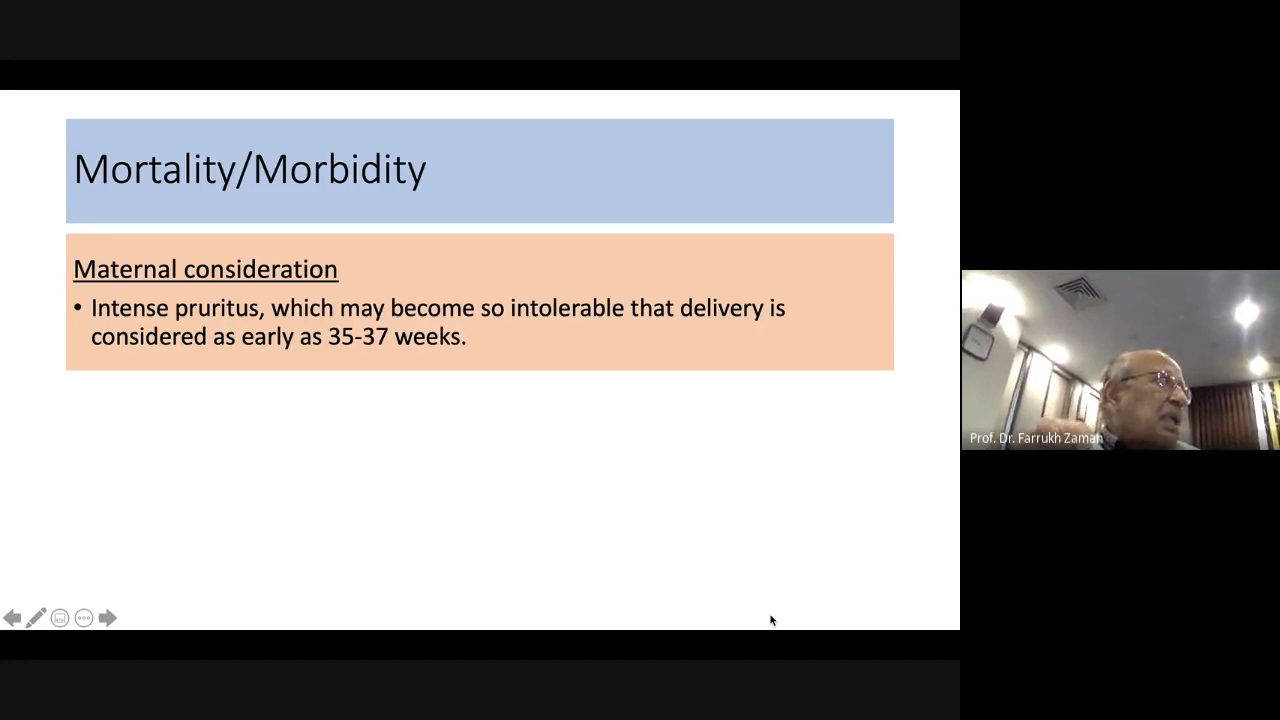 Mortality/Morbidity
Maternal consideration
• Intense pruritus, which may become so intolerable that delivery is
considered as early as 35-37 weeks.
Prof. Dr. Farrukh Zaman